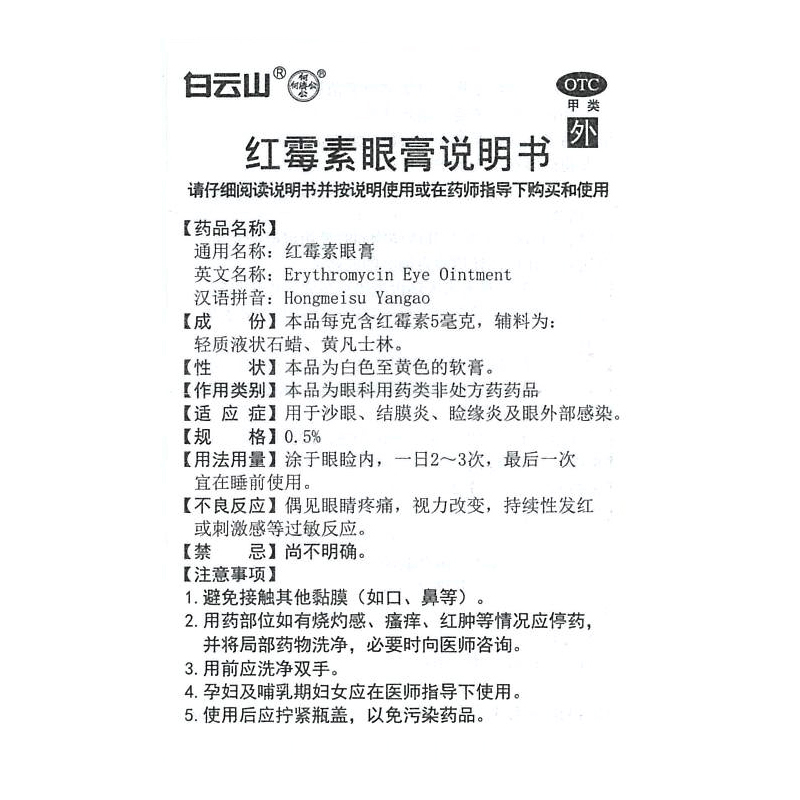 白云山® 何济公®
OTC
甲类
外
红霉素眼膏说明书
请仔细阅读说明书并按说明使用或在药师指导下购买和使用
【药品名称】
通用名称：红霉素眼膏
英文名称：Erythromycin Eye Ointment
汉语拼音：Hongmeisu Yangao
【成　份】本品每克含红霉素5毫克，辅料为：
轻质液状石蜡、黄凡士林。
【性　状】本品为白色至黄色的软膏。
【作用类别】本品为眼科用药类非处方药药品
【适 应 症】用于沙眼、结膜炎、睑缘炎及眼外部感染。
【规　格】0.5%
【用法用量】涂于眼睑内，一日2～3次，最后一次
宜在睡前使用。
【不良反应】偶见眼睛疼痛，视力改变，持续性发红
或刺激感等过敏反应。
【禁　忌】尚不明确。
【注意事项】
1.避免接触其他黏膜（如口、鼻等）。
2.用药部位如有烧灼感、瘙痒、红肿等情况应停药，
并将局部药物洗净，必要时向医师咨询。
3.用前应洗净双手。
4.孕妇及哺乳期妇女应在医师指导下使用。
5.使用后应拧紧瓶盖，以免污染药品。